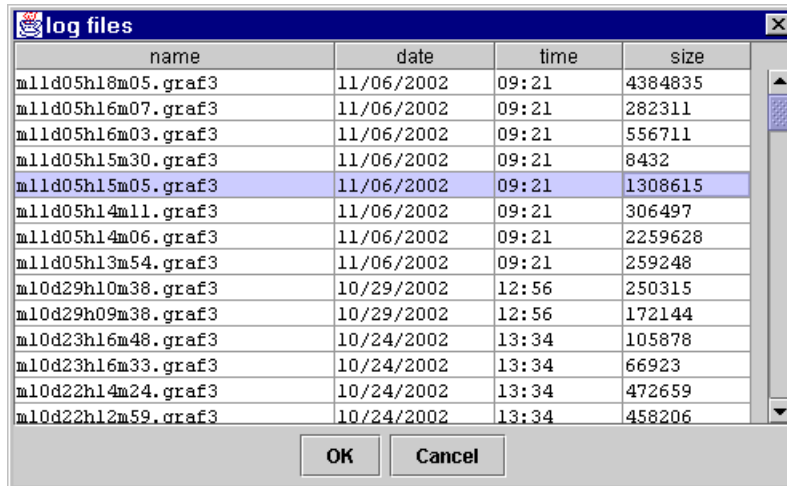 log files
name date time size
m11d05h18m05.graf3 11/06/2002 09:21 4384835
m11d05h16m07.graf3 11/06/2002 09:21 282311
m11d05h16m03.graf3 11/06/2002 09:21 556711
m11d05h15m30.graf3 11/06/2002 09:21 8432
m11d05h15m05.graf3 11/06/2002 09:21 1308615
m11d05h14m11.graf3 11/06/2002 09:21 306497
m11d05h14m06.graf3 11/06/2002 09:21 2259628
m11d05h13m54.graf3 11/06/2002 09:21 259248
m10d29h10m38.graf3 10/29/2002 12:56 250315
m10d29h09m38.graf3 10/29/2002 12:56 172144
m10d23h16m48.graf3 10/24/2002 13:34 105878
m10d23h16m33.graf3 10/24/2002 13:34 66923
m10d22h14m24.graf3 10/24/2002 13:34 472659
m10d22h12m59.graf3 10/24/2002 13:34 458206
OK Cancel